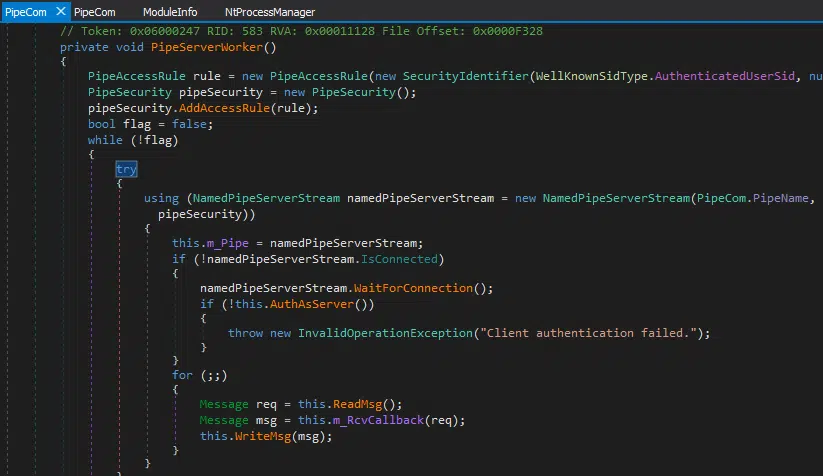 PipeCom X PipeCom ModuleInfo NtProcessManager
// Token: 0x06000247 RID: 583 RVA: 0x00011128 File Offset: 0x0000F328
private void PipeServerWorker()
{
PipeAccessRule rule = new PipeAccessRule(new SecurityIdentifier(WellKnownSidType.AuthenticatedUserSid, nu
PipeSecurity pipeSecurity = new PipeSecurity();
pipeSecurity.AddAccessRule(rule);
bool flag = false;
while (!flag)
{
try
{
using (NamedPipeServerStream namedPipeServerStream = new NamedPipeServerStream(PipeCom.PipeName,
pipeSecurity))
{
this.m_Pipe = namedPipeServerStream;
if (!namedPipeServerStream.IsConnected)
{
namedPipeServerStream.WaitForConnection();
if (!this.AuthAsServer())
{
throw new InvalidOperationException("Client authentication failed.");
}
}
for (;;)
{
Message req = this.ReadMsg();
Message msg = this.m_RcvCallback(req);
this.WriteMsg(msg);
}
}
}